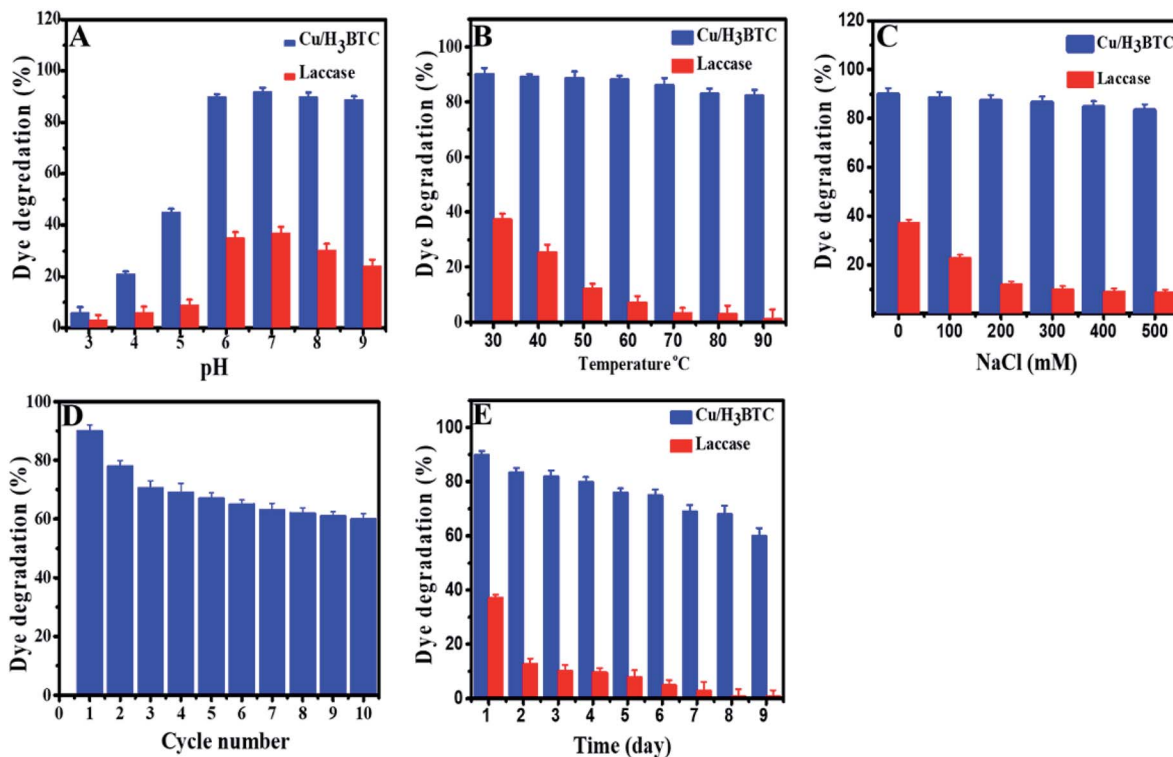 A
Cu/H3BTC
Laccase
Dye degredation (%)
120
100
80
60
40
20
0
3 4 5 6 7 8 9
pH
B
Cu/H3BTC
Laccase
Dye Degradation (%)
100
80
60
40
20
0
30 40 50 60 70 80 90
Temperature °C
C
Cu/H3BTC
Laccase
Dye degradation (%)
120
100
80
60
40
20
0 100 200 300 400 500
NaCl (mM)
D
Dye degradation (%)
100
80
60
40
20
0
0 1 2 3 4 5 6 7 8 9 10
Cycle number
E
Cu/H3BTC
Laccase
Dye degradation (%)
100
80
60
40
20
0
1 2 3 4 5 6 7 8 9
Time (day)